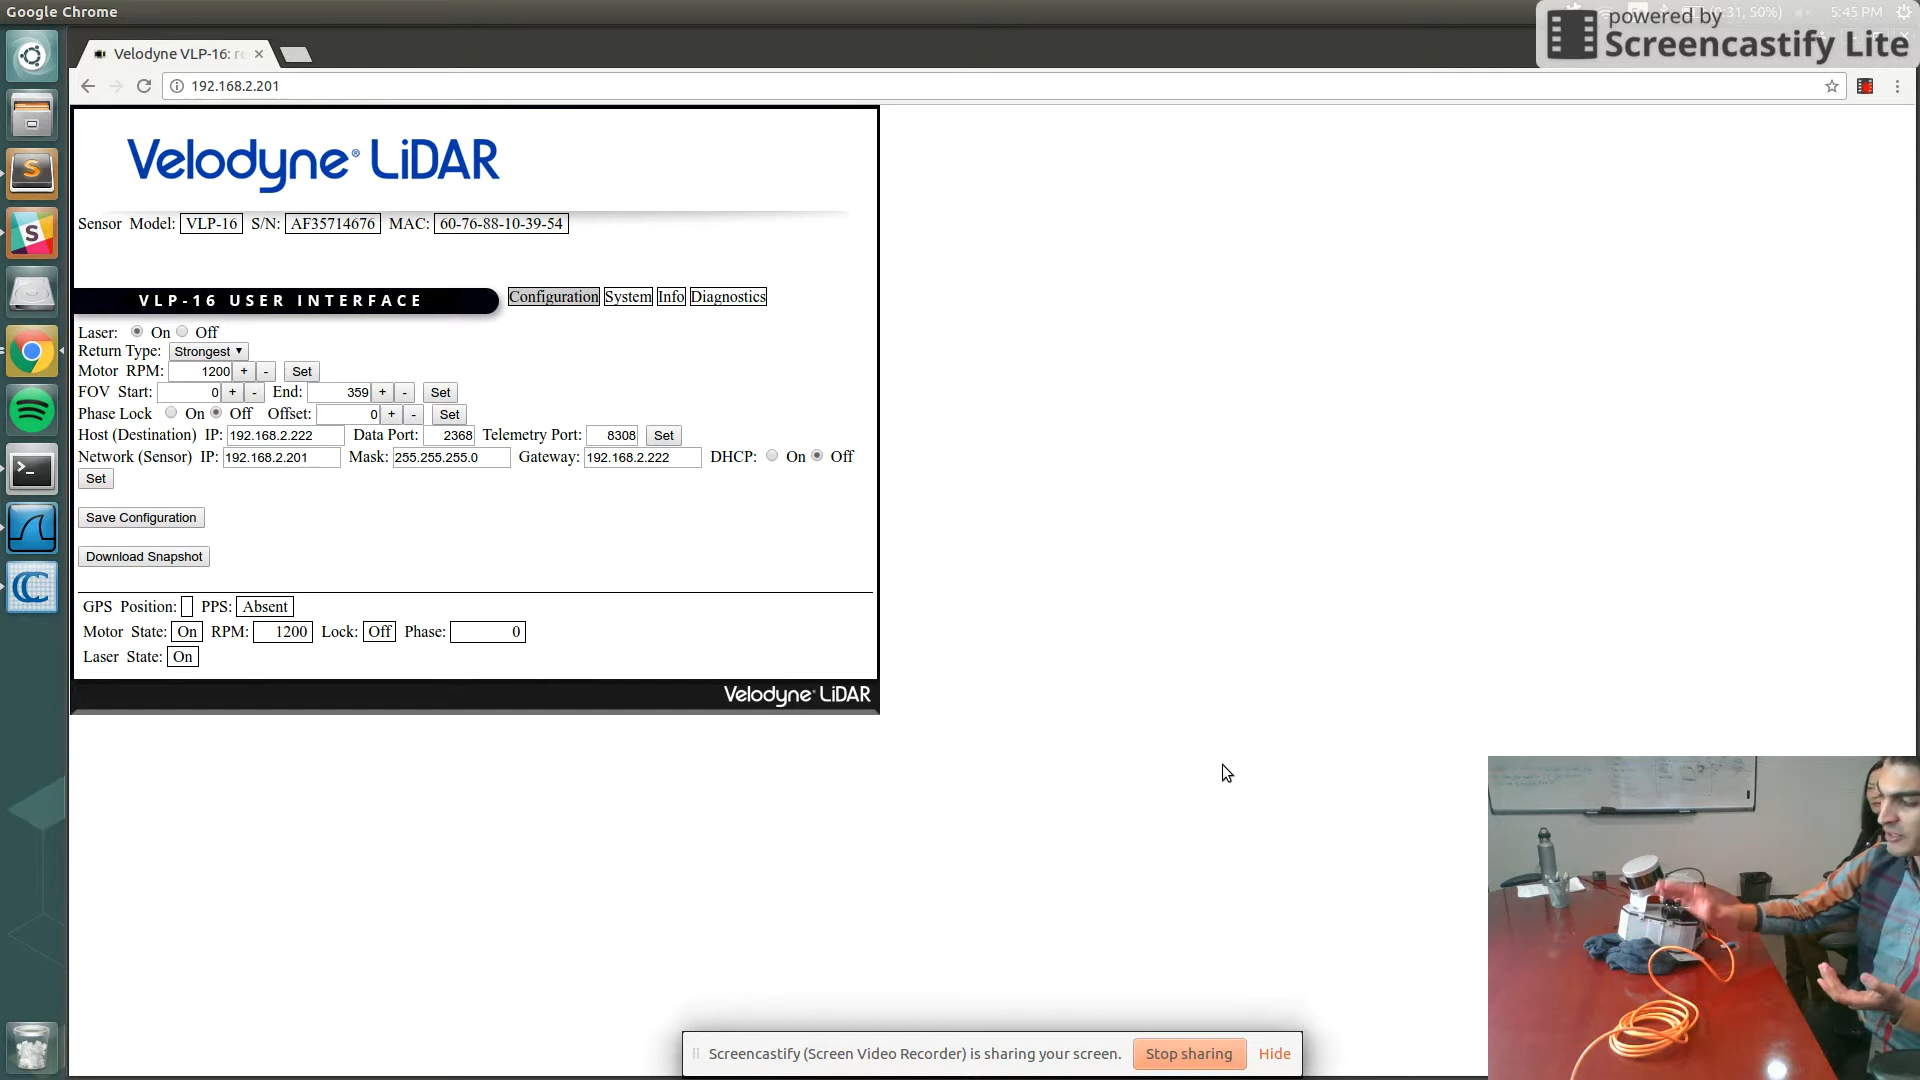 Google Chrome
31, 50%)
5:45 PM
powered by
Screencastify Lite
Velodyne VLP-16: re
192.168.2.201
Velodyne® LiDAR
Sensor Model: VLP-16 S/N: AF35714676 MAC: 60-76-88-10-39-54
VLP-16 USER INTERFACE
Configuration System Info Diagnostics
Laser: On Off
Return Type: Strongest
Motor RPM: 1200 + - Set
FOV Start: 0 + - End: 359 + - Set
Phase Lock On Off Offset: 0 + - Set
Host (Destination) IP: 192.168.2.222 Data Port: 2368 Telemetry Port: 8308 Set
Network (Sensor) IP: 192.168.2.201 Mask: 255.255.255.0 Gateway: 192.168.2.222 DHCP: On Off
Set
Save Configuration
Download Snapshot
GPS Position: PPS: Absent
Motor State: On RPM: 1200 Lock: Off Phase: 0
Laser State: On
Velodyne LiDAR
Screencastify (Screen Video Recorder) is sharing your screen. Stop sharing Hide